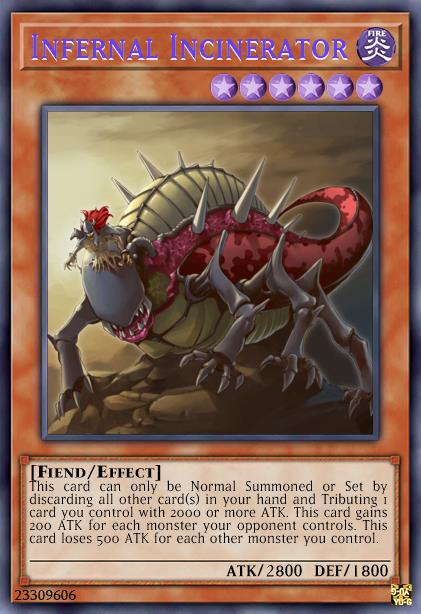 Infernal Incinerator
FIRE
炎
[Fiend/Effect]
This card can only be Normal Summoned or Set by
discarding all other card(s) in your hand and Tributing 1
card you control with 2000 or more ATK. This card gains
200 ATK for each monster your opponent controls. This
card loses 500 ATK for each other monster you control.
ATK/2800 DEF/1800
23309606